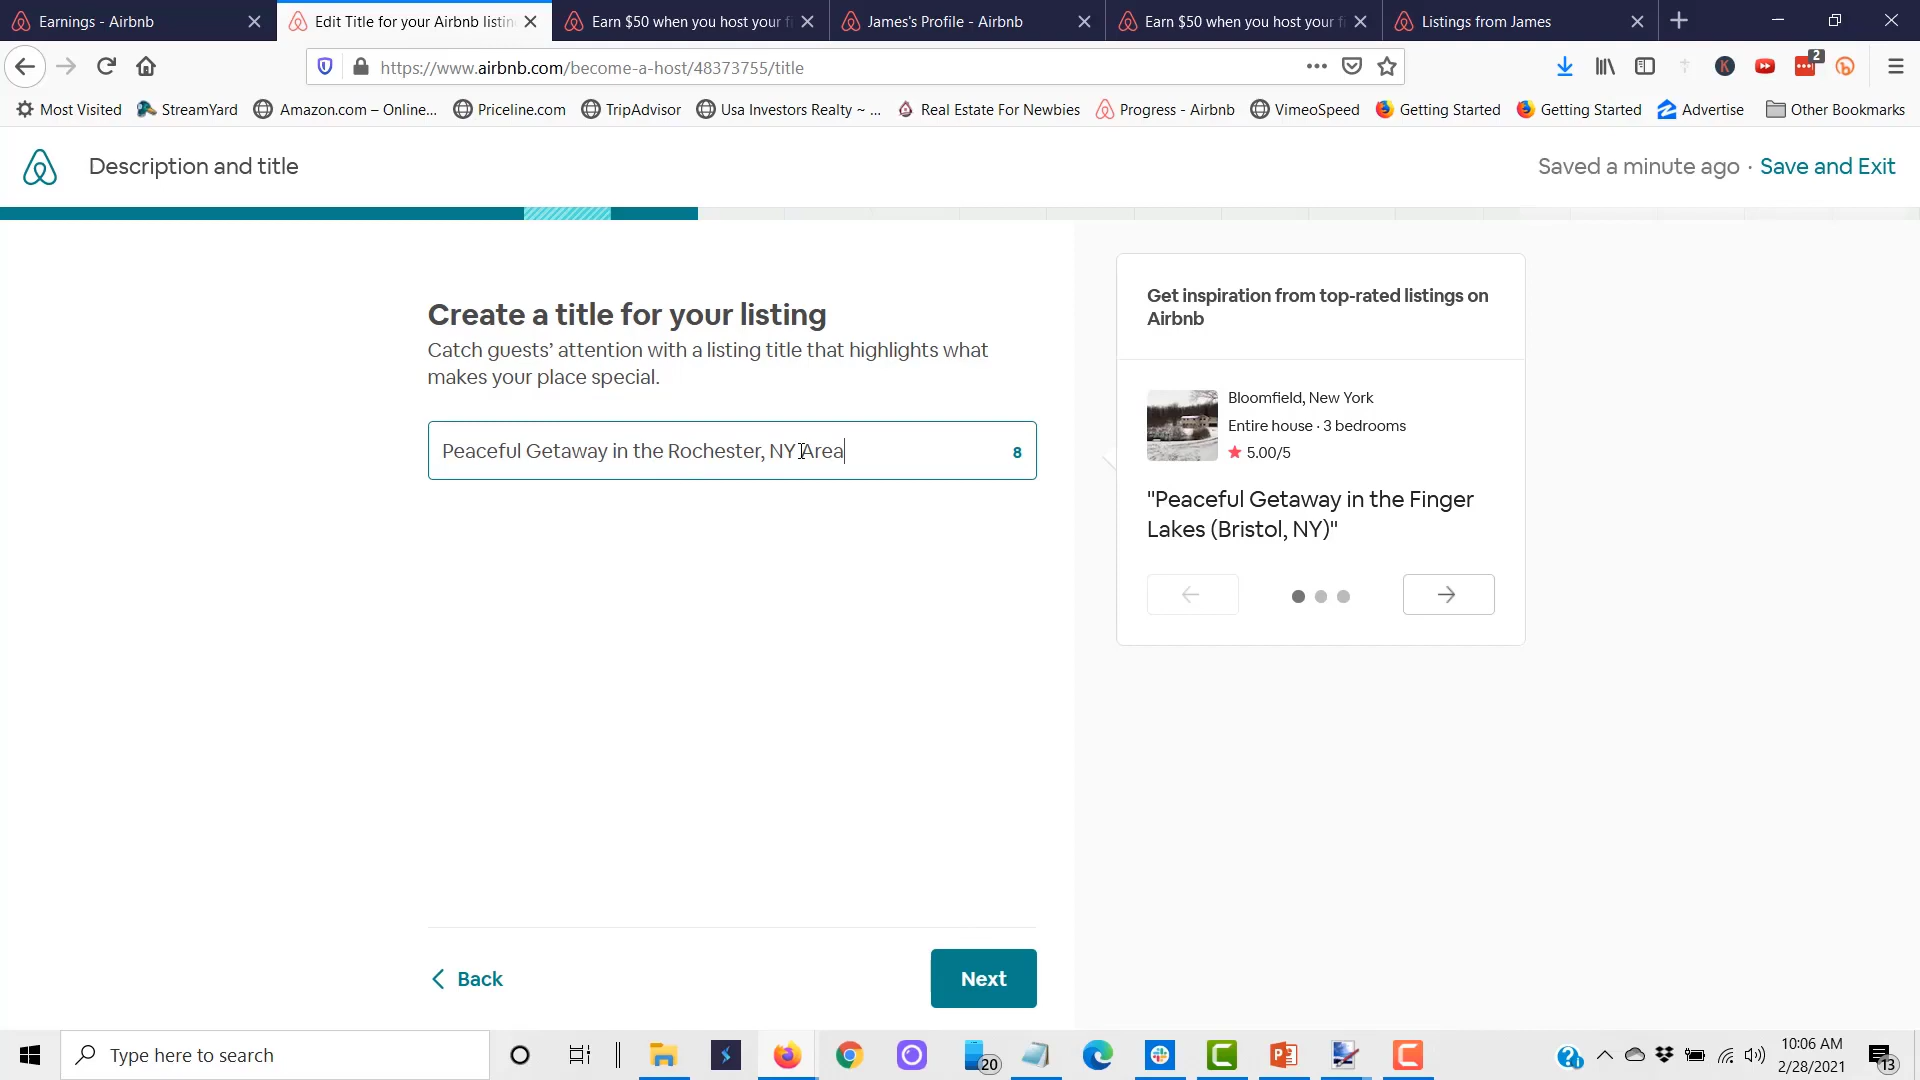 Earnings - Airbnb
Edit Title for your Airbnb listin
Earn $50 when you host your f
James's Profile - Airbnb
Earn $50 when you host your f
Listings from James
https://www.airbnb.com/become-a-host/48373755/title
2
Most Visited
StreamYard
Amazon.com – Online...
Priceline.com
TripAdvisor
Usa Investors Realty ~ ...
Real Estate For Newbies
Progress - Airbnb
VimeoSpeed
Getting Started
Getting Started
Advertise
Other Bookmarks
Description and title
Saved a minute ago · Save and Exit
Create a title for your listing
Catch guests’ attention with a listing title that highlights what
makes your place special.
Peaceful Getaway in the Rochester, NY Area
8
Get inspiration from top-rated listings on
Airbnb
Bloomfield, New York
Entire house · 3 bedrooms
5.00/5
"Peaceful Getaway in the Finger
Lakes (Bristol, NY)"
Back
Next
Type here to search
20
10:06 AM
2/28/2021
13